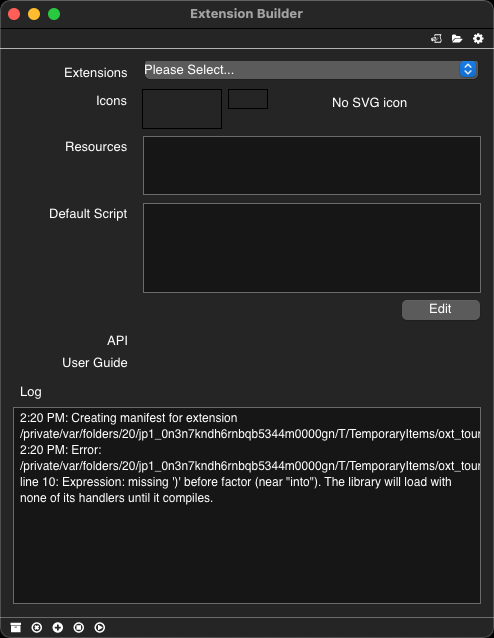 Extension Builder
Extensions
Please Select...
Icons
No SVG icon
Resources
Default Script
Edit
API
User Guide
Log
2:20 PM: Creating manifest for extension
/private/var/folders/20/jp1_0n3n7kndh6rnbqb5344m0000gn/T/TemporaryItems/oxt_tour
2:20 PM: Error:
/private/var/folders/20/jp1_0n3n7kndh6rnbqb5344m0000gn/T/TemporaryItems/oxt_tour
line 10: Expression: missing ')' before factor (near "into"). The library will load with
none of its handlers until it compiles.